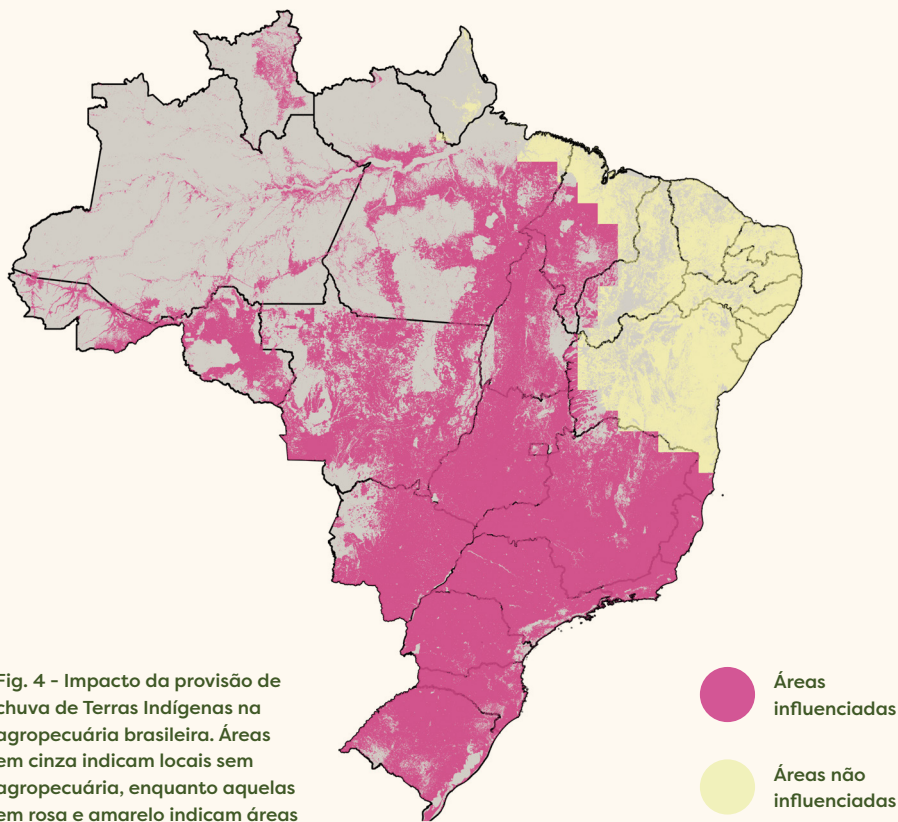 Fig. 4 - Impacto da provisão de
chuva de Terras Indígenas na
agropecuária brasileira. Áreas
em cinza indicam locais sem
agropecuária, enquanto aquelas
em rosa e amarelo indicam áreas
Áreas
influenciadas
Áreas não
influenciadas